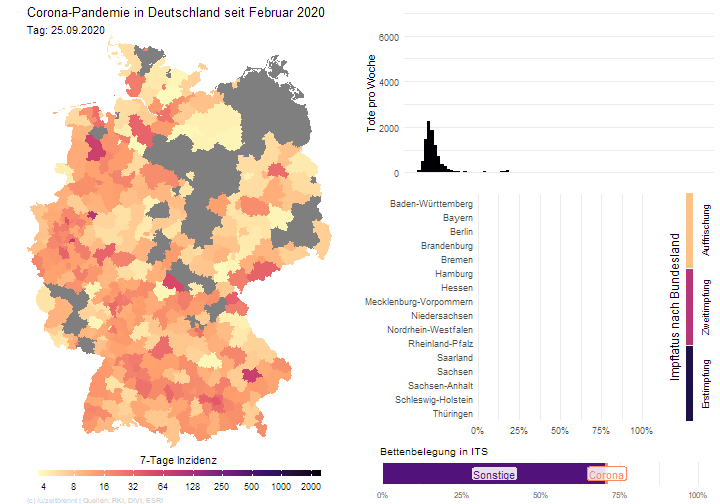 Corona-Pandemie in Deutschland seit Februar 2020
Tag: 25.09.2020
7-Tage Inzidenz
4 8 16 32 64 128 250 500 1000 2000
Tote pro Woche
6000
4000
2000
0
Baden-Württemberg
Bayern
Berlin
Brandenburg
Bremen
Hamburg
Hessen
Mecklenburg-Vorpommern
Niedersachsen
Nordrhein-Westfalen
Rheinland-Pfalz
Saarland
Sachsen
Sachsen-Anhalt
Schleswig-Holstein
Thüringen
0% 25% 50% 75% 100%
Impfstatus nach Bundesland
Auffrischung
Zweitimpfung
Erstimpfung
Bettenbelegung in ITS
Sonstige Corona
0% 25% 50% 75% 100%
| Quellen: RKI, DIVI, ESRI